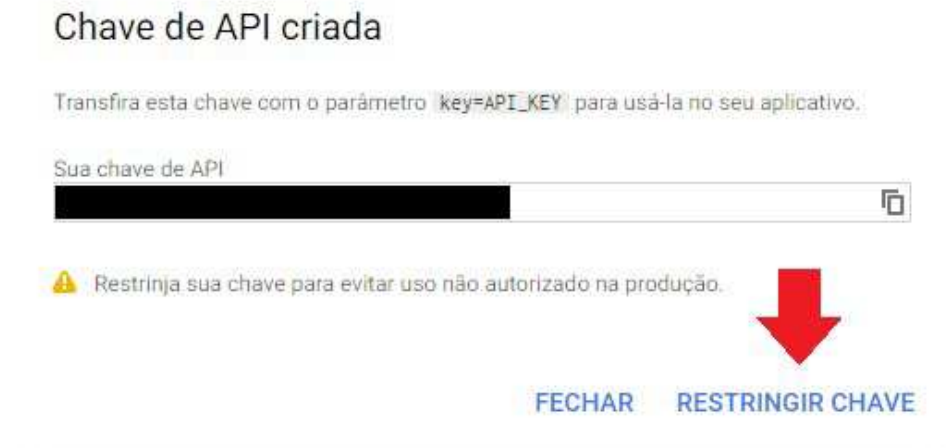 Chave de API criada
Transfira esta chave com o parâmetro key=API_KEY para usá-la no seu aplicativo.
Sua chave de API
Restrinja sua chave para evitar uso não autorizado na produção.
FECHAR RESTRINGIR CHAVE